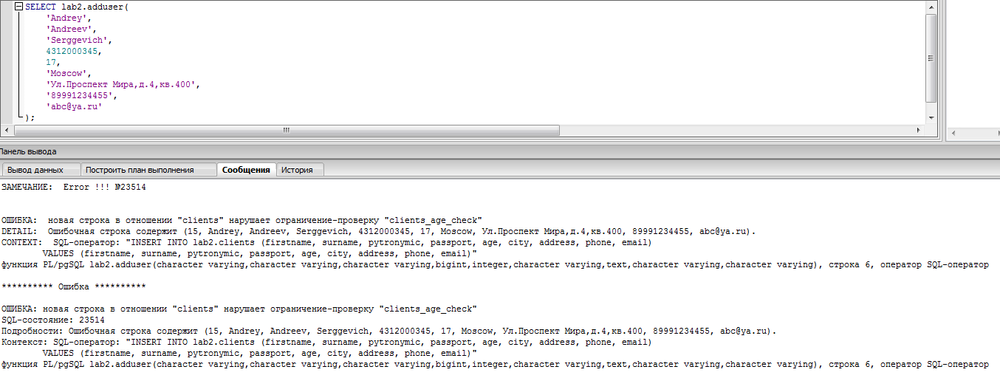 SELECT lab2.adduser(
'Andrey',
'Andreev',
'Serggevich',
4312000345,
17,
'Moscow',
'Ул.Проспект Мира,д.4,кв.400',
'89991234455',
'abc@ya.ru'
);
Панель вывода
Вывод данных Построить план выполнения Сообщения История
ЗАМЕЧАНИЕ:  Error !!! №23514
ОШИБКА:  новая строка в отношении "clients" нарушает ограничение-проверку "clients_age_check"
DETAIL:  Ошибочная строка содержит (15, Andrey, Andreev, Serggevich, 4312000345, 17, Moscow, Ул.Проспект Мира,д.4,кв.400, 89991234455, abc@ya.ru).
CONTEXT:  SQL-оператор: "INSERT INTO lab2.clients (firstname, surname, pytronymic, passport, age, city, address, phone, email)
VALUES (firstname, surname, pytronymic, passport, age, city, address, phone, email)"
функция PL/pgSQL lab2.adduser(character varying,character varying,character varying,bigint,integer,character varying,text,character varying,character varying), строка 6, оператор SQL-оператор
********** Ошибка **********
ОШИБКА: новая строка в отношении "clients" нарушает ограничение-проверку "clients_age_check"
SQL-состояние: 23514
Подробности: Ошибочная строка содержит (15, Andrey, Andreev, Serggevich, 4312000345, 17, Moscow, Ул.Проспект Мира,д.4,кв.400, 89991234455, abc@ya.ru).
Контекст: SQL-оператор: "INSERT INTO lab2.clients (firstname, surname, pytronymic, passport, age, city, address, phone, email)
VALUES (firstname, surname, pytronymic, passport, age, city, address, phone, email)"
функция PL/pgSQL lab2.adduser(character varying,character varying,character varying,bigint,integer,character varying,text,character varying,character varying), строка 6, оператор SQL-оператор